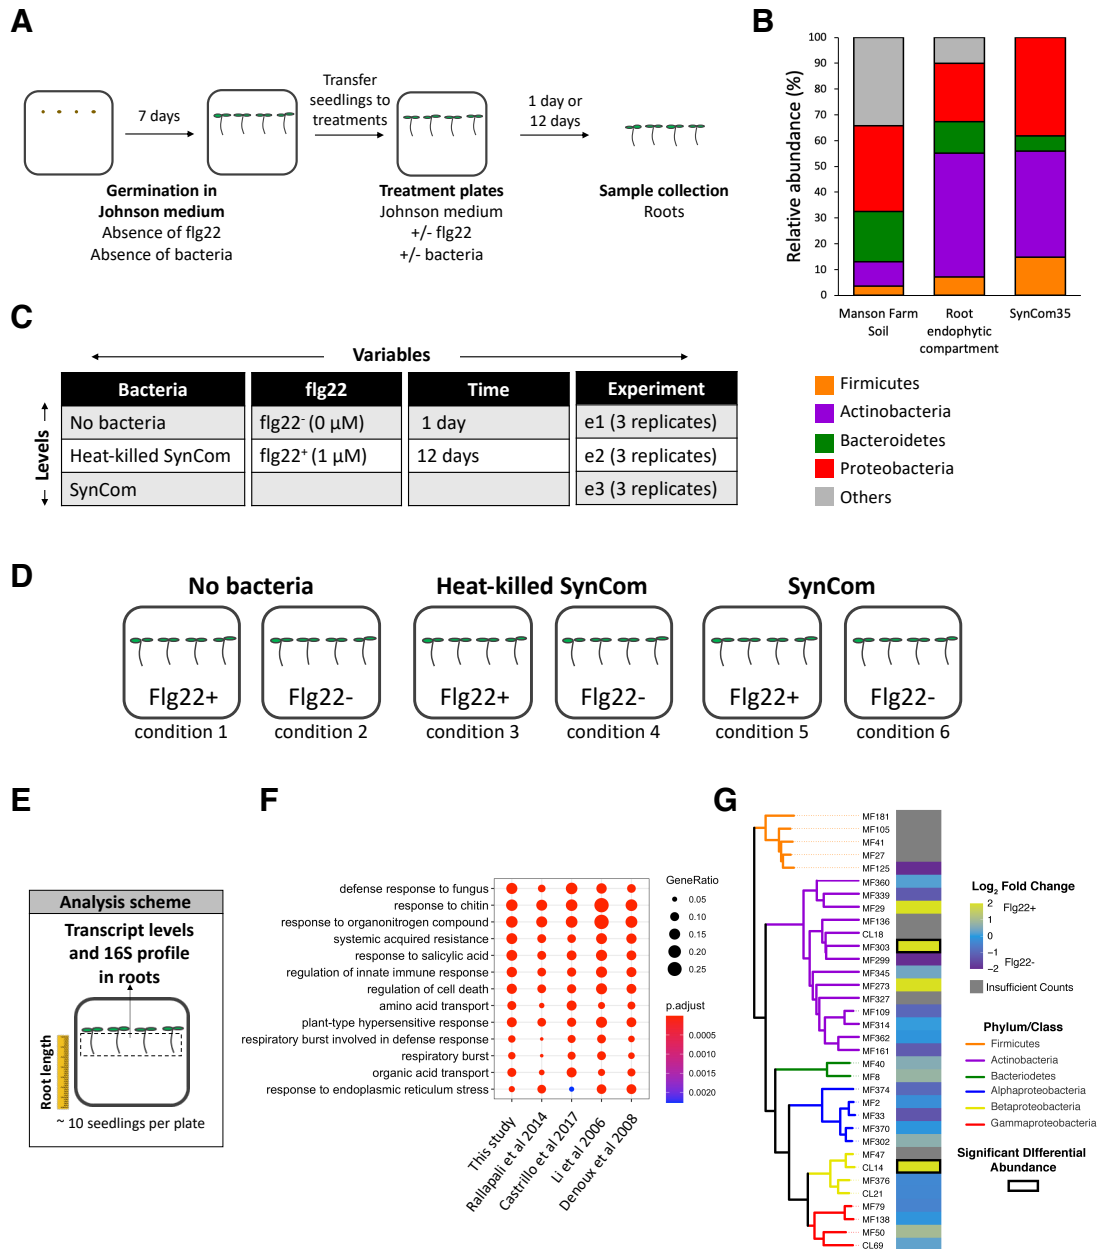 A
7 days
Transfer
seedlings to
treatments
1 day or
12 days
Germination in
Johnson medium
Absence of flg22
Absence of bacteria
Treatment plates
Johnson medium
+/- flg22
+/- bacteria
Sample collection
Roots
B
Relative abundance (%)
100
90
80
70
60
50
40
30
20
10
0
Manson Farm
Soil
Root
endophytic
compartment
SynCom35
Firmicutes
Actinobacteria
Bacteroidetes
Proteobacteria
Others
C
Variables
Levels
Bacteria flg22 Time Experiment
No bacteria flg22- (0 µM) 1 day e1 (3 replicates)
Heat-killed SynCom flg22+ (1 µM) 12 days e2 (3 replicates)
SynCom e3 (3 replicates)
D
No bacteria Heat-killed SynCom SynCom
Flg22+ Flg22- Flg22+ Flg22- Flg22+ Flg22-
condition 1 condition 2 condition 3 condition 4 condition 5 condition 6
E
Analysis scheme
Transcript levels
and 16S profile
in roots
Root length
~ 10 seedlings per plate
F
defense response to fungus
response to chitin
response to organonitrogen compound
systemic acquired resistance
response to salicylic acid
regulation of innate immune response
regulation of cell death
amino acid transport
plant-type hypersensitive response
respiratory burst involved in defense response
respiratory burst
organic acid transport
response to endoplasmic reticulum stress
This study
Rallapali et al 2014
Castrillo et al 2017
Li et al 2006
Denoux et al 2008
GeneRatio
0.05
0.10
0.15
0.20
0.25
p.adjust
0.0005
0.0010
0.0015
0.0020
G
MF181
MF105
MF41
MF27
MF125
MF360
MF339
MF29
MF136
CL18
MF303
MF299
MF345
MF273
MF327
MF109
MF314
MF362
MF161
MF40
MF8
MF374
MF2
MF33
MF370
MF302
MF47
CL14
MF376
CL21
MF79
MF138
MF50
CL69
Log2 Fold Change
2 Flg22+
1
0
−1
−2 Flg22-
Insufficient Counts
Phylum/Class
Firmicutes
Actinobacteria
Bacteriodetes
Alphaproteobacteria
Betaproteobacteria
Gammaproteobacteria
Significant DIfferential
Abundance